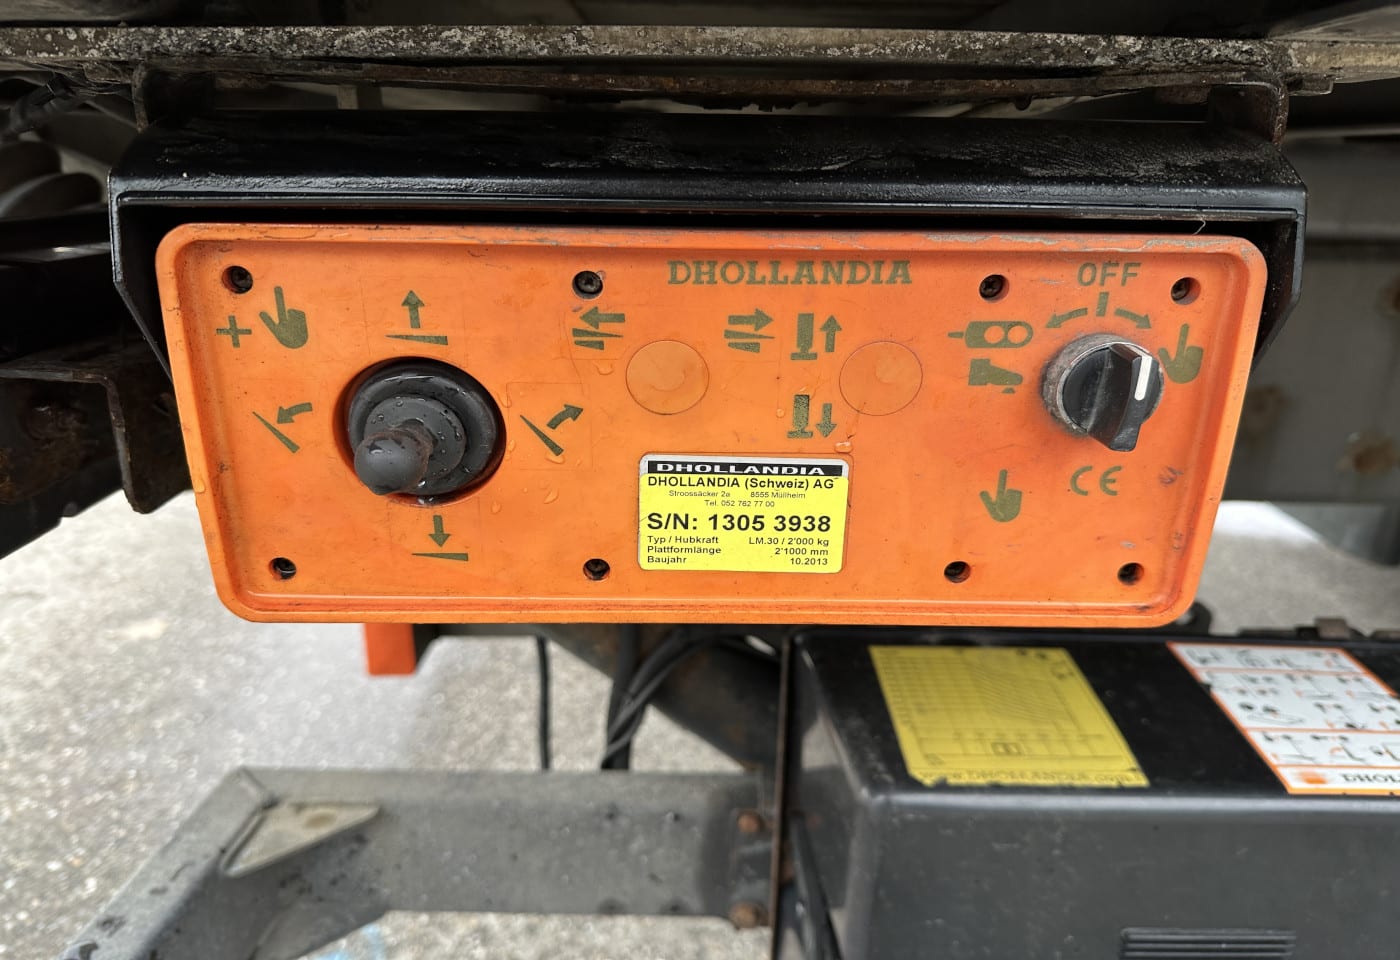 DHOLLANDIA
OFF
+
CE
DHOLLANDIA
DHOLLANDIA (Schweiz) AG
Stroossäcker 2a 8555 Müllheim
Tel. 052 762 77 00
S/N: 1305 3938
Typ / Hubkraft LM.30 / 2'000 kg
Plattformlänge 2'1000 mm
Baujahr 10.2013
www.DHOLLANDIA.com